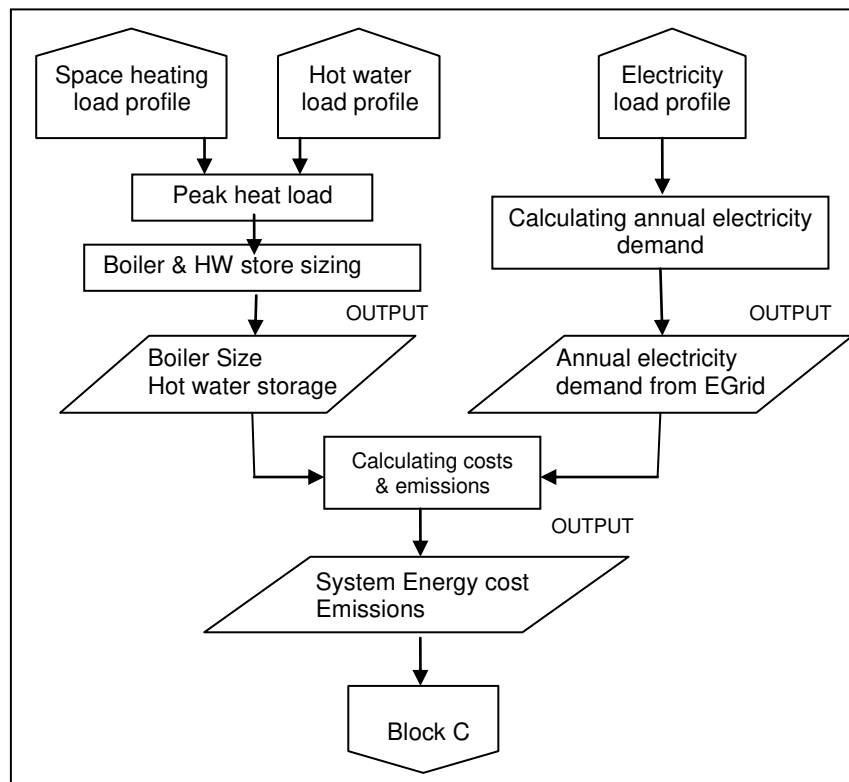 Space heating
load profile
Hot water
load profile
Electricity
load profile
Peak heat load
Calculating annual electricity
demand
Boiler & HW store sizing
OUTPUT
OUTPUT
Boiler Size
Hot water storage
Annual electricity
demand from EGrid
Calculating costs
& emissions
OUTPUT
System Energy cost
Emissions
Block C